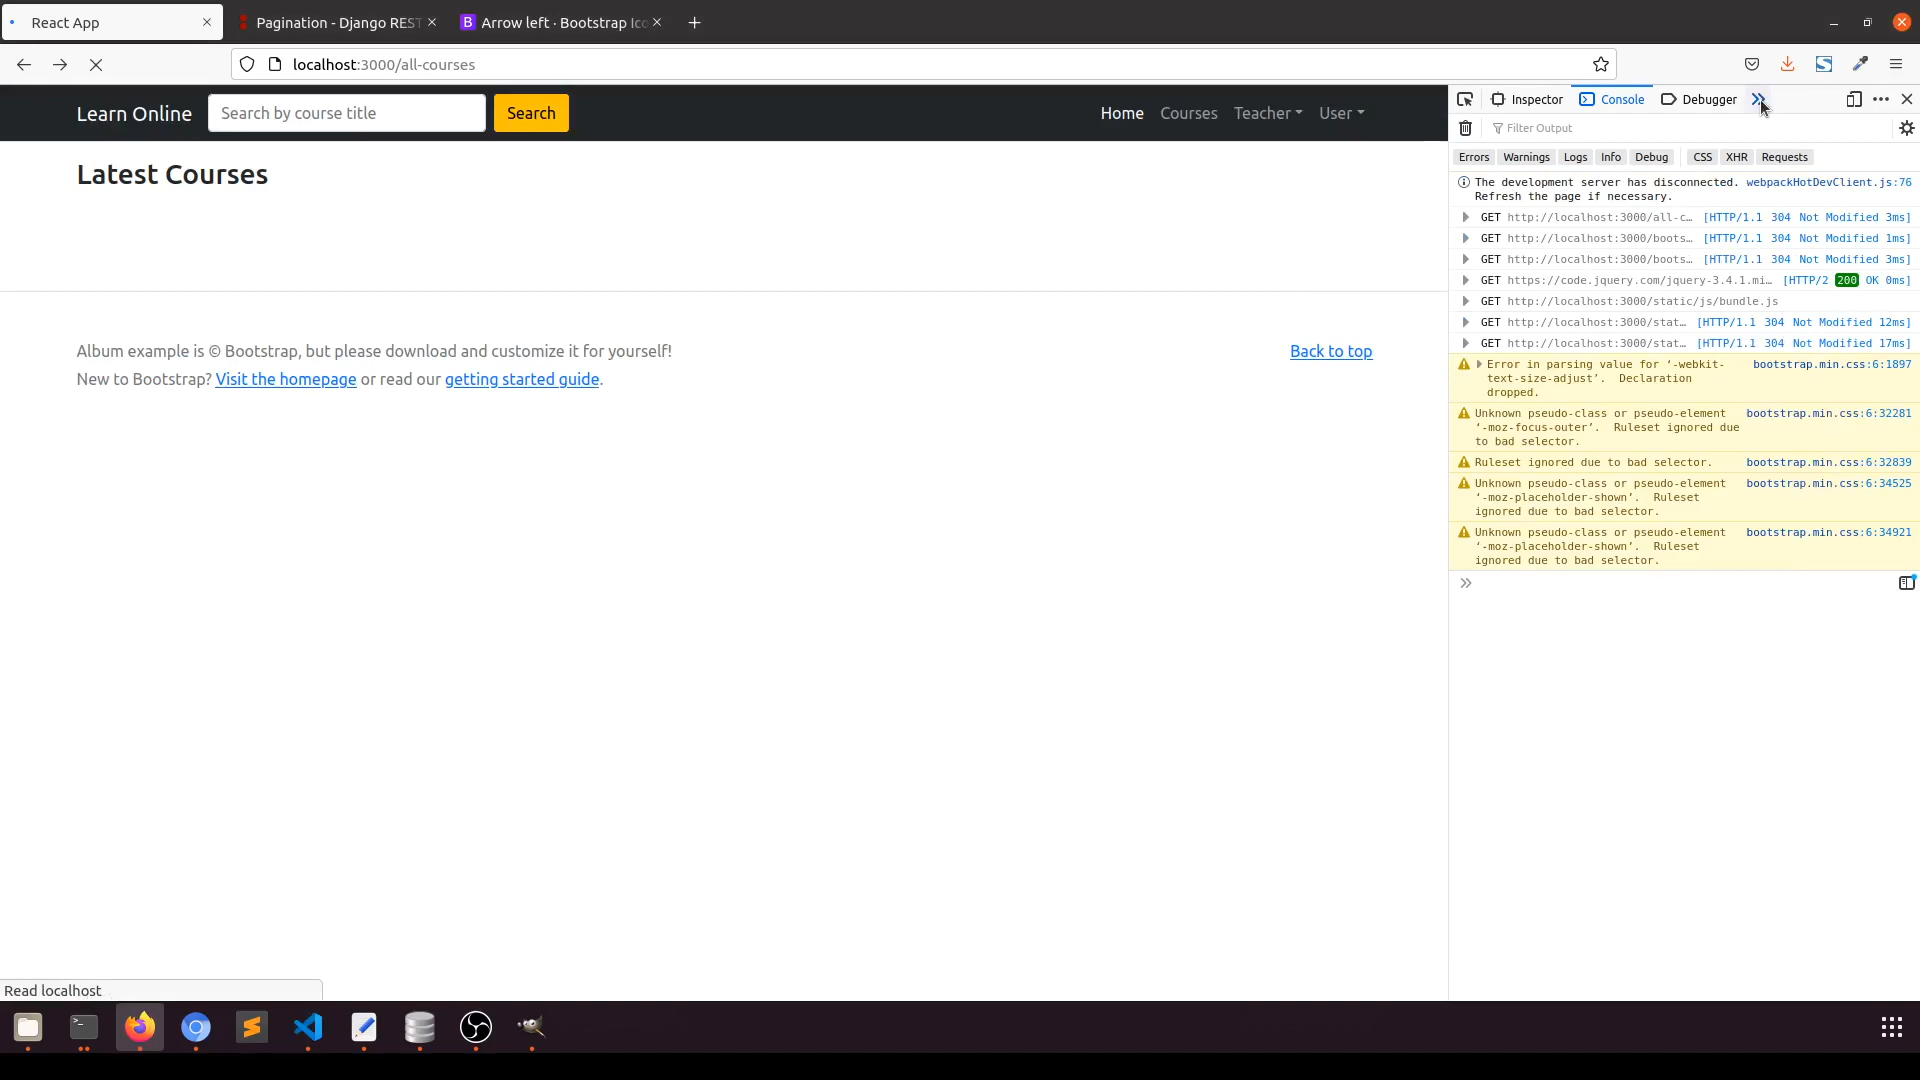 React App
Pagination - Django REST
Arrow left · Bootstrap Ico
localhost:3000/all-courses
Learn Online
Search by course title
Search
Home
Courses
Teacher
User
Latest Courses
Album example is © Bootstrap, but please download and customize it for yourself!
Back to top
New to Bootstrap? Visit the homepage or read our getting started guide.
Read localhost
Inspector
Console
Debugger
Filter Output
Errors
Warnings
Logs
Info
Debug
CSS
XHR
Requests
The development server has disconnected. webpackHotDevClient.js:76
Refresh the page if necessary.
GET http://localhost:3000/all-c… [HTTP/1.1 304 Not Modified 3ms]
GET http://localhost:3000/boots… [HTTP/1.1 304 Not Modified 1ms]
GET http://localhost:3000/boots… [HTTP/1.1 304 Not Modified 3ms]
GET https://code.jquery.com/jquery-3.4.1.mi… [HTTP/2 200 OK 0ms]
GET http://localhost:3000/static/js/bundle.js
GET http://localhost:3000/stat… [HTTP/1.1 304 Not Modified 12ms]
GET http://localhost:3000/stat… [HTTP/1.1 304 Not Modified 17ms]
Error in parsing value for ‘-webkit- bootstrap.min.css:6:1897
text-size-adjust’. Declaration
dropped.
Unknown pseudo-class or pseudo-element bootstrap.min.css:6:32281
‘-moz-focus-outer’. Ruleset ignored due
to bad selector.
Ruleset ignored due to bad selector. bootstrap.min.css:6:32839
Unknown pseudo-class or pseudo-element bootstrap.min.css:6:34525
‘-moz-placeholder-shown’. Ruleset
ignored due to bad selector.
Unknown pseudo-class or pseudo-element bootstrap.min.css:6:34921
‘-moz-placeholder-shown’. Ruleset
ignored due to bad selector.